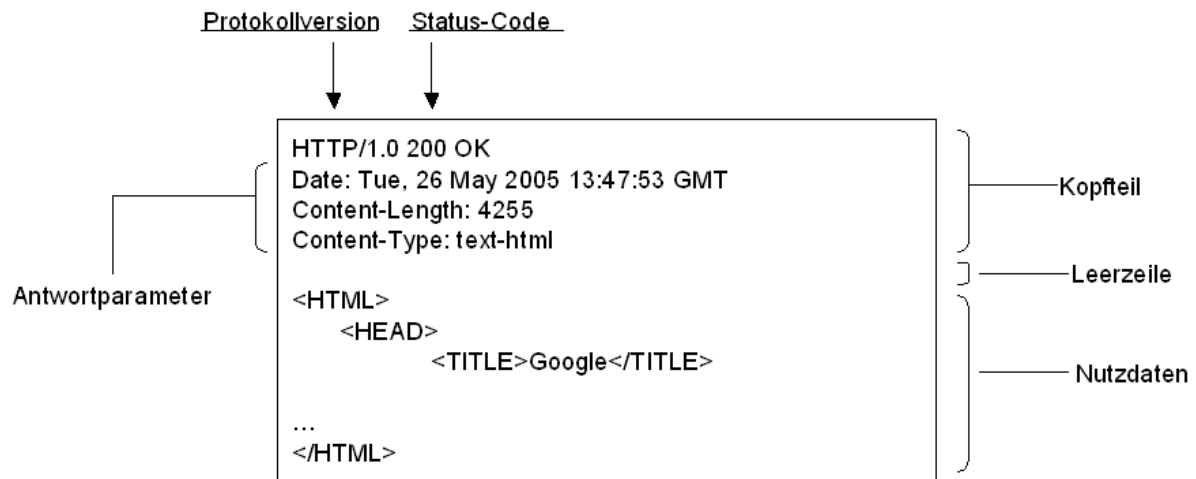 Protokollversion Status-Code
HTTP/1.0 200 OK
Date: Tue, 26 May 2005 13:47:53 GMT
Content-Length: 4255
Content-Type: text-html
Kopfteil
Leerzeile
Antwortparameter
<HTML>
<HEAD>
<TITLE>Google</TITLE>
Nutzdaten
...
</HTML>